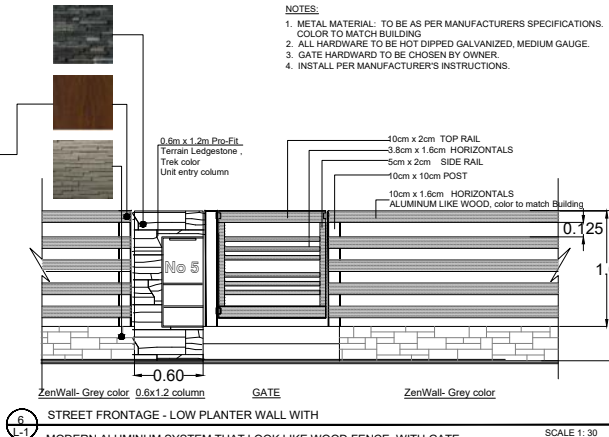 NOTES:
1. METAL MATERIAL: TO BE AS PER MANUFACTURERS SPECIFICATIONS.
COLOR TO MATCH BUILDING
2. ALL HARDWARE TO BE HOT DIPPED GALVANIZED, MEDIUM GAUGE.
3. GATE HARDWARD TO BE CHOSEN BY OWNER.
4. INSTALL PER MANUFACTURER'S INSTRUCTIONS.
0.6m x 1.2m Pro-Fit
Terrain Ledgestone ,
Trek color
Unit entry column
10cm x 2cm TOP RAIL
3.8cm x 1.6cm HORIZONTALS
5cm x 2cm SIDE RAIL
10cm x 10cm POST
10cm x 1.6cm HORIZONTALS
ALUMINUM LIKE WOOD, color to match Building
0.125
No 5
0.60
ZenWall- Grey color 0.6x1.2 column GATE ZenWall- Grey color
6 STREET FRONTAGE - LOW PLANTER WALL WITH
L-1 MODERN ALUMINUM SYSTEM THAT LOOK LIKE WOOD FENCE WITH GATE SCALE 1: 30